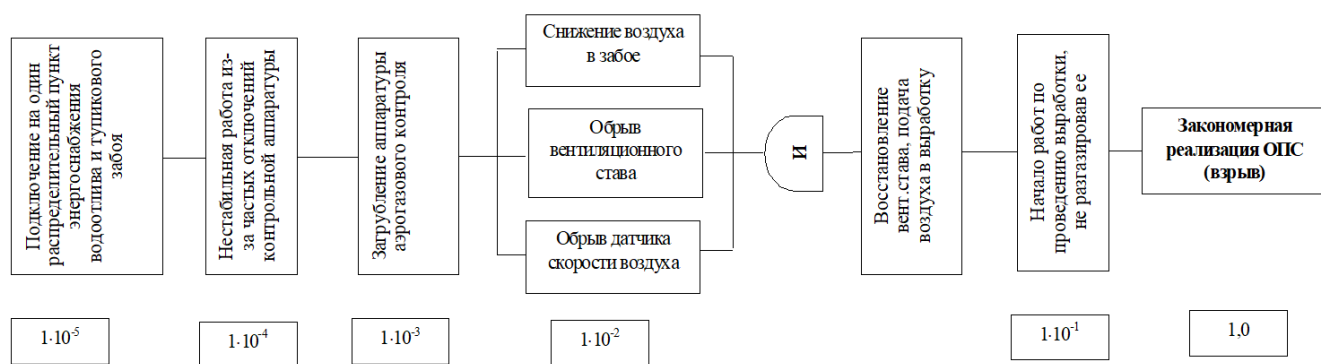 Подключение на один
распределительный пункт
энергоснабжения
водоотлива и тупикового
забоя
Нестабильная работа из-
за частых отключений
контрольной аппаратуры
Загрубление аппаратуры
аэрогазового контроля
Снижение воздуха
в забое
Обрыв
вентиляционного
става
Обрыв датчика
скорости воздуха
И
Восстановление
вент.става, подача
воздуха в выработку
Начало работ по
проведению выработки,
не разгазировав ее
Закономерная
реализация ОПС
(взрыв)
1·10⁻⁵
1·10⁻⁴
1·10⁻³
1·10⁻²
1·10⁻¹
1,0